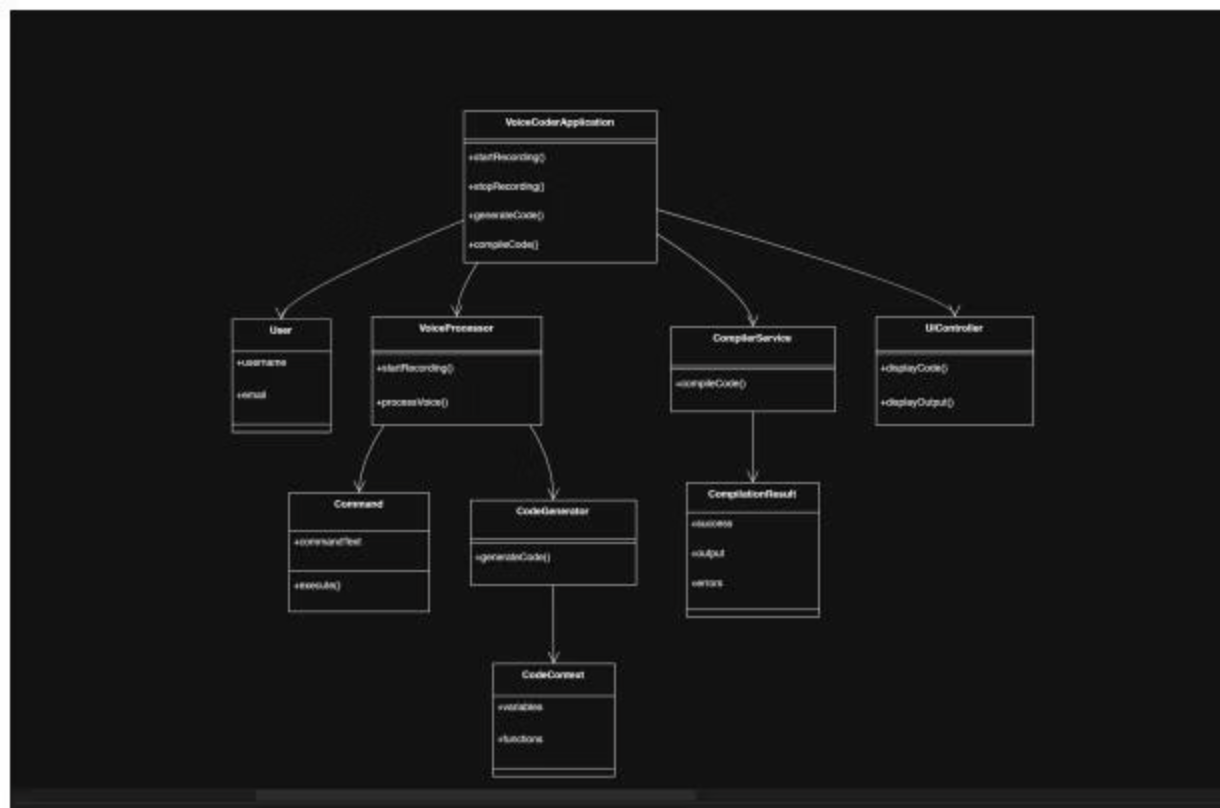 VoiceCoderApplication
+startRecording()
+stopRecording()
+generateCode()
+compileCode()
User
+username
+email
VoiceProcessor
+startRecording()
+processVoice()
CompilerService
+compileCode()
UIController
+displayCode()
+displayOutput()
Command
+commandText
+execute()
CodeGenerator
+generateCode()
CompilationResult
+success
+output
+errors
CodeContext
+variables
+functions